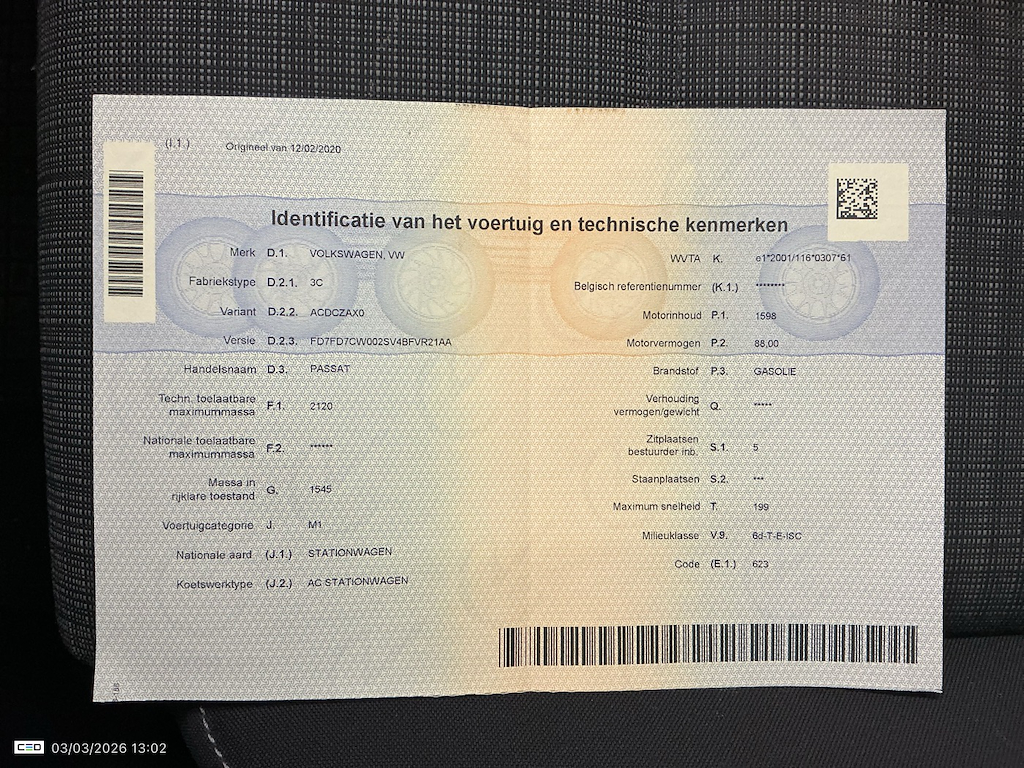 (I.1.) Origineel van 12/02/2020
Identificatie van het voertuig en technische kenmerken
Merk D.1. VOLKSWAGEN, VW
Fabriekstype D.2.1. 3C
Variant D.2.2. ACDCZAX0
Versie D.2.3. FD7FD7CW002SV4BFVR21AA
Handelsnaam D.3. PASSAT
Techn. toelaatbare
maximummassa F.1. 2120
Nationale toelaatbare
maximummassa F.2. ******
Massa in
rijklare toestand G. 1545
Voertuigcategorie J. M1
Nationale aard (J.1.) STATIONWAGEN
Koetswerktype (J.2.) AC STATIONWAGEN
WVTA K. e1*2001/116*0307*61
Belgisch referentienummer (K.1.) ********
Motorinhoud P.1. 1598
Motorvermogen P.2. 88,00
Brandstof P.3. GASOLIE
Verhouding
vermogen/gewicht Q. *****
Zitplaatsen
bestuurder inb. S.1. 5
Staanplaatsen S.2. ***
Maximum snelheid T. 199
Milieuklasse V.9. 6d-T-E-ISC
Code (E.1.) 623
CEO 03/03/2026 13:02